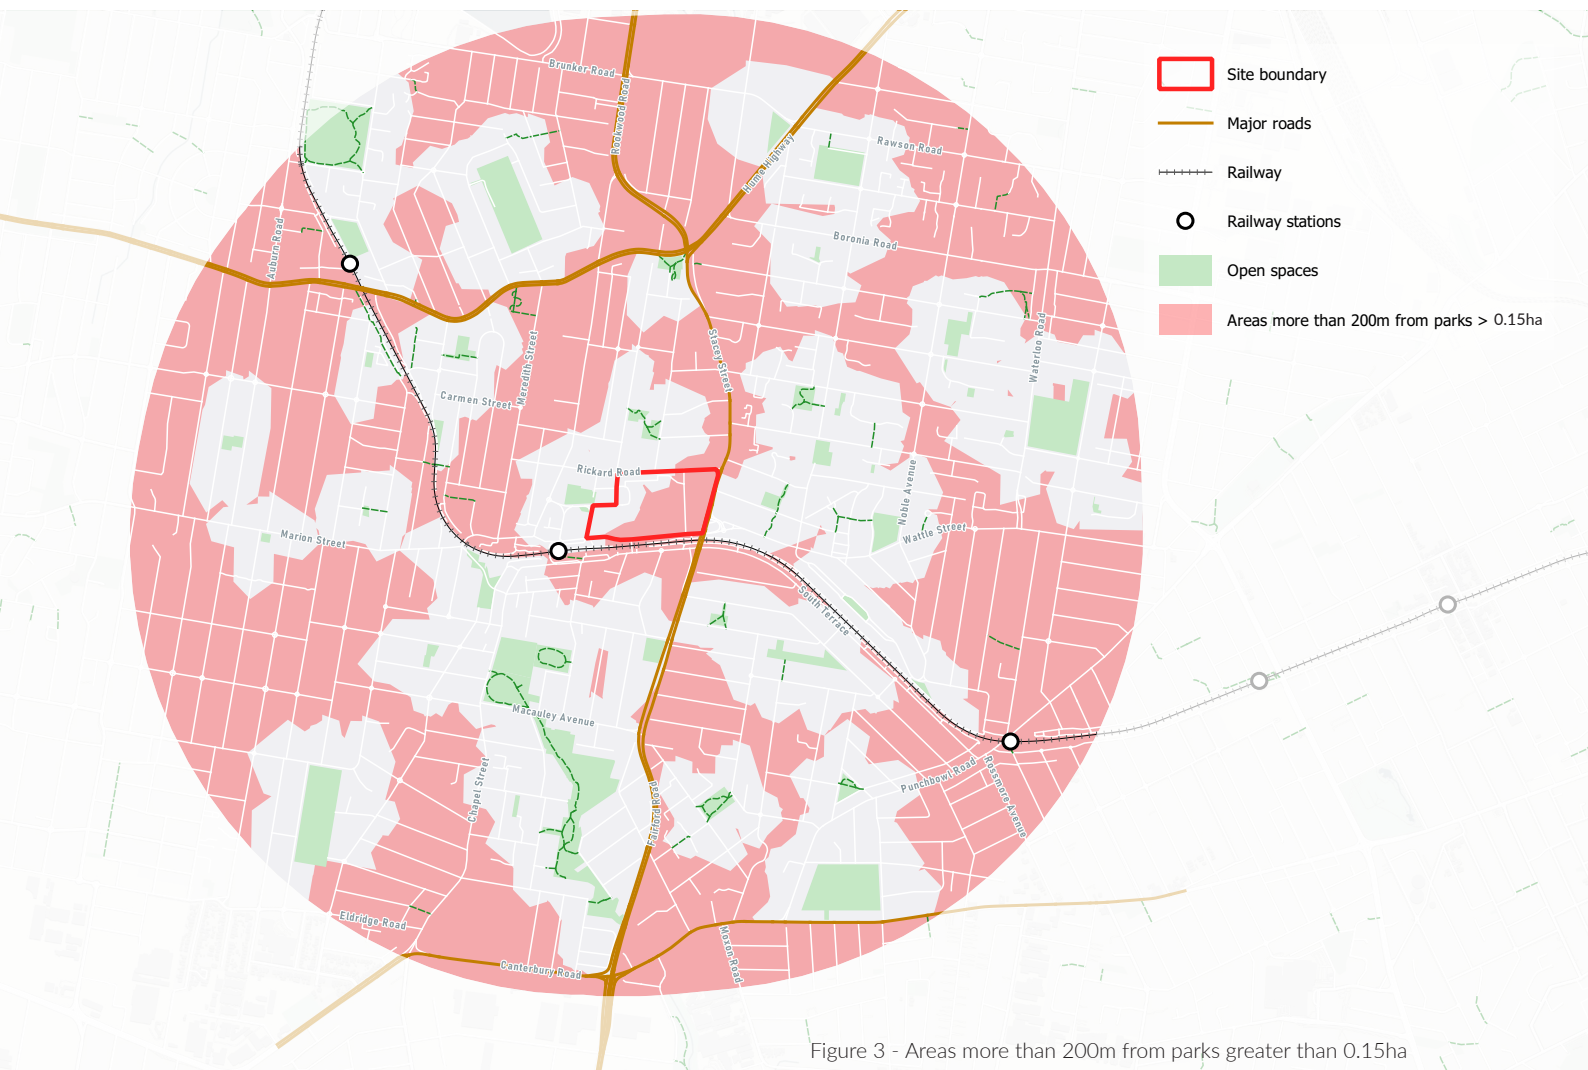 Site boundary
Major roads
Railway
Railway stations
Open spaces
Areas more than 200m from parks > 0.15ha
Brunker Road
Rookwood Road
Hume Highway
Rawson Road
Auburn Road
Boronia Road
Stacey Street
Waterloo Road
Meredith Street
Carmen Street
Rickard Road
Noble Avenue
Wattle Street
Marion Street
South Terrace
Macauley Avenue
Chapel Street
Fairford Road
Punchbowl Road
Rossmore Avenue
Eldridge Road
Canterbury Road
Moxon Road
Figure 3 - Areas more than 200m from parks greater than 0.15ha